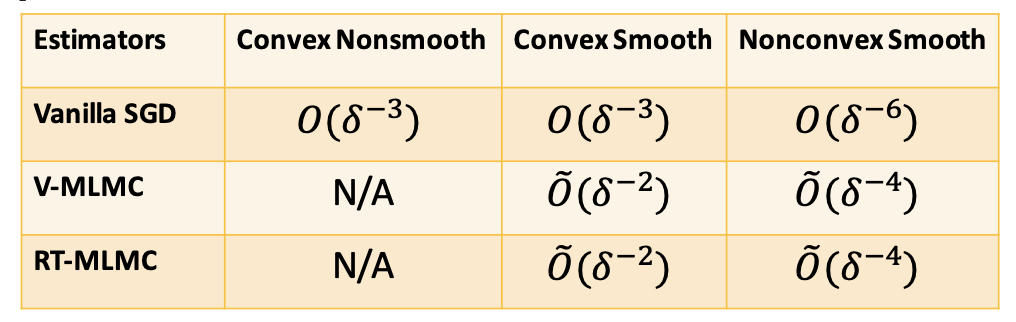 Estimators Convex Nonsmooth Convex Smooth Nonconvex Smooth
Vanilla SGD O(δ⁻³) O(δ⁻³) O(δ⁻⁶)
V-MLMC N/A Õ(δ⁻²) Õ(δ⁻⁴)
RT-MLMC N/A Õ(δ⁻²) Õ(δ⁻⁴)